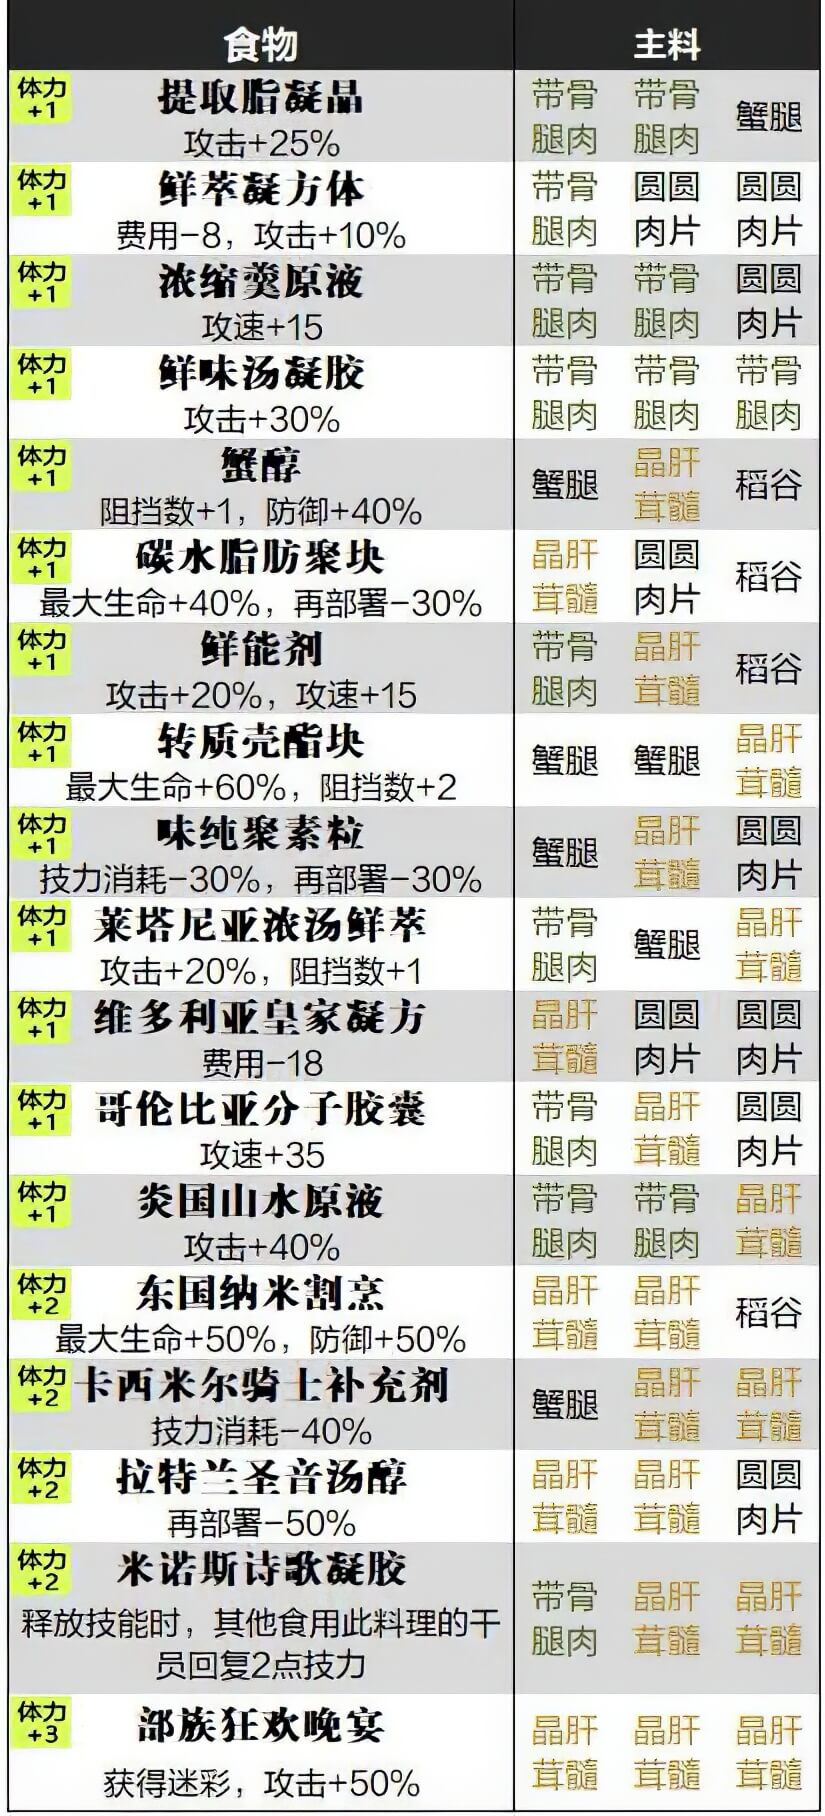 食物 主料
体力 +1 提取脂凝晶 带骨腿肉 带骨腿肉 蟹腿
攻击+25%
体力 +1 鲜萃凝方体 带骨腿肉 圆圆肉片 圆圆肉片
费用-8，攻击+10%
体力 +1 浓缩羹原液 带骨腿肉 带骨腿肉 圆圆肉片
攻速+15
体力 +1 鲜味汤凝胶 带骨腿肉 带骨腿肉 带骨腿肉
攻击+30%
体力 +1 蟹醇 蟹腿 晶肝茸髓 稻谷
阻挡数+1，防御+40%
体力 +1 碳水脂肪聚块 晶肝茸髓 圆圆肉片 稻谷
最大生命+40%，再部署-30%
体力 +1 鲜能剂 带骨腿肉 晶肝茸髓 稻谷
攻击+20%，攻速+15
体力 +1 转质壳酯块 蟹腿 蟹腿 晶肝茸髓
最大生命+60%，阻挡数+2
体力 +1 味纯聚素粒 蟹腿 晶肝茸髓 圆圆肉片
技力消耗-30%，再部署-30%
体力 +1 莱塔尼亚浓汤鲜萃 带骨腿肉 蟹腿 晶肝茸髓
攻击+20%，阻挡数+1
体力 +1 维多利亚皇家凝方 晶肝茸髓 圆圆肉片 圆圆肉片
费用-18
体力 +1 哥伦比亚分子胶囊 带骨腿肉 晶肝茸髓 圆圆肉片
攻速+35
体力 +1 炎国山水原液 带骨腿肉 带骨腿肉 晶肝茸髓
攻击+40%
体力 +2 东国纳米割烹 晶肝茸髓 晶肝茸髓 稻谷
最大生命+50%，防御+50%
体力 +2 卡西米尔骑士补充剂 蟹腿 晶肝茸髓 晶肝茸髓
技力消耗-40%
体力 +2 拉特兰圣音汤醇 晶肝茸髓 晶肝茸髓 圆圆肉片
再部署-50%
体力 +2 米诺斯诗歌凝胶 带骨腿肉 晶肝茸髓 晶肝茸髓
释放技能时，其他食用此料理的干
员回复2点技力
体力 +3 部族狂欢晚宴 晶肝茸髓 晶肝茸髓 晶肝茸髓
获得迷彩，攻击+50%